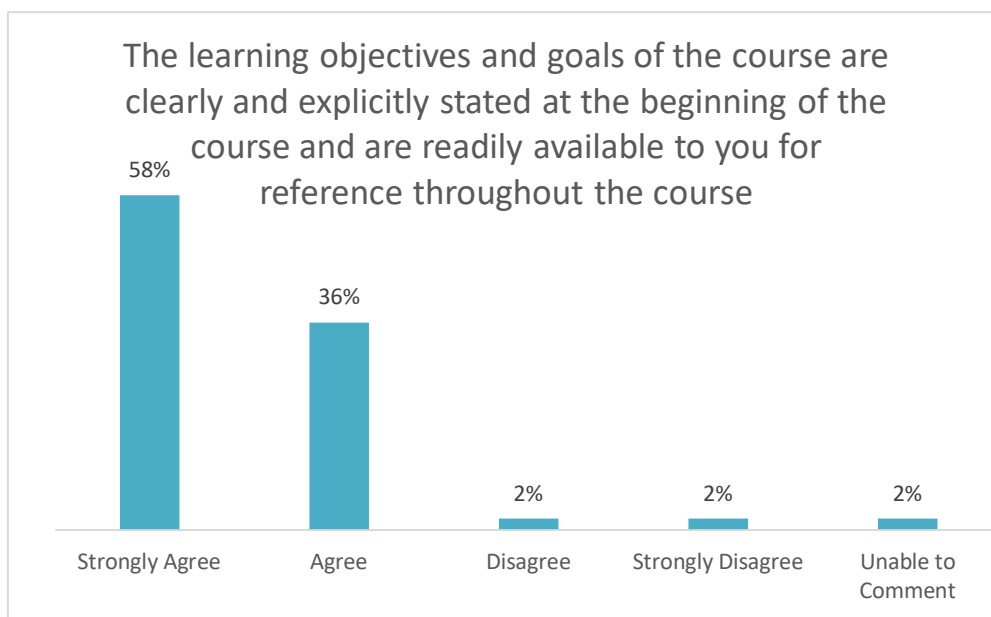 The learning objectives and goals of the course are
clearly and explicitly stated at the beginning of the
course and are readily available to you for
reference throughout the course
58%
36%
2%
2%
2%
Strongly Agree
Agree
Disagree
Strongly Disagree
Unable to
Comment